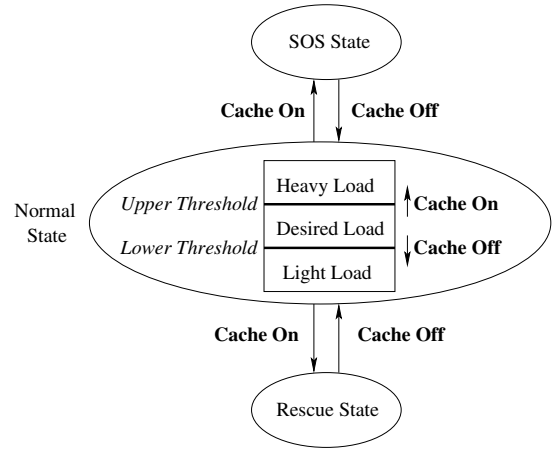 SOS State
Cache On
Cache Off
Normal
State
Upper Threshold
Lower Threshold
Heavy Load
Desired Load
Light Load
Cache On
Cache Off
Cache On
Cache Off
Rescue State